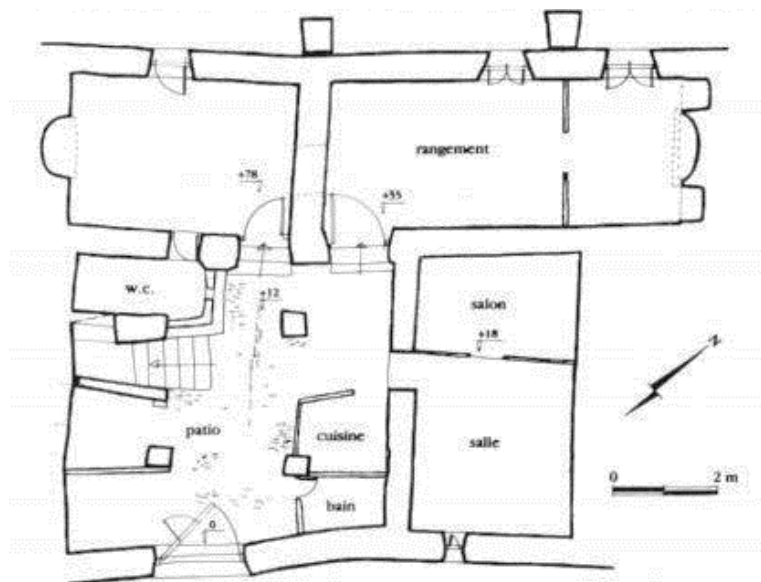 rangement
+78
+55
w.c.
+12
salon
+18
N
patio
cuisine
salle
0 2 m
bain
0